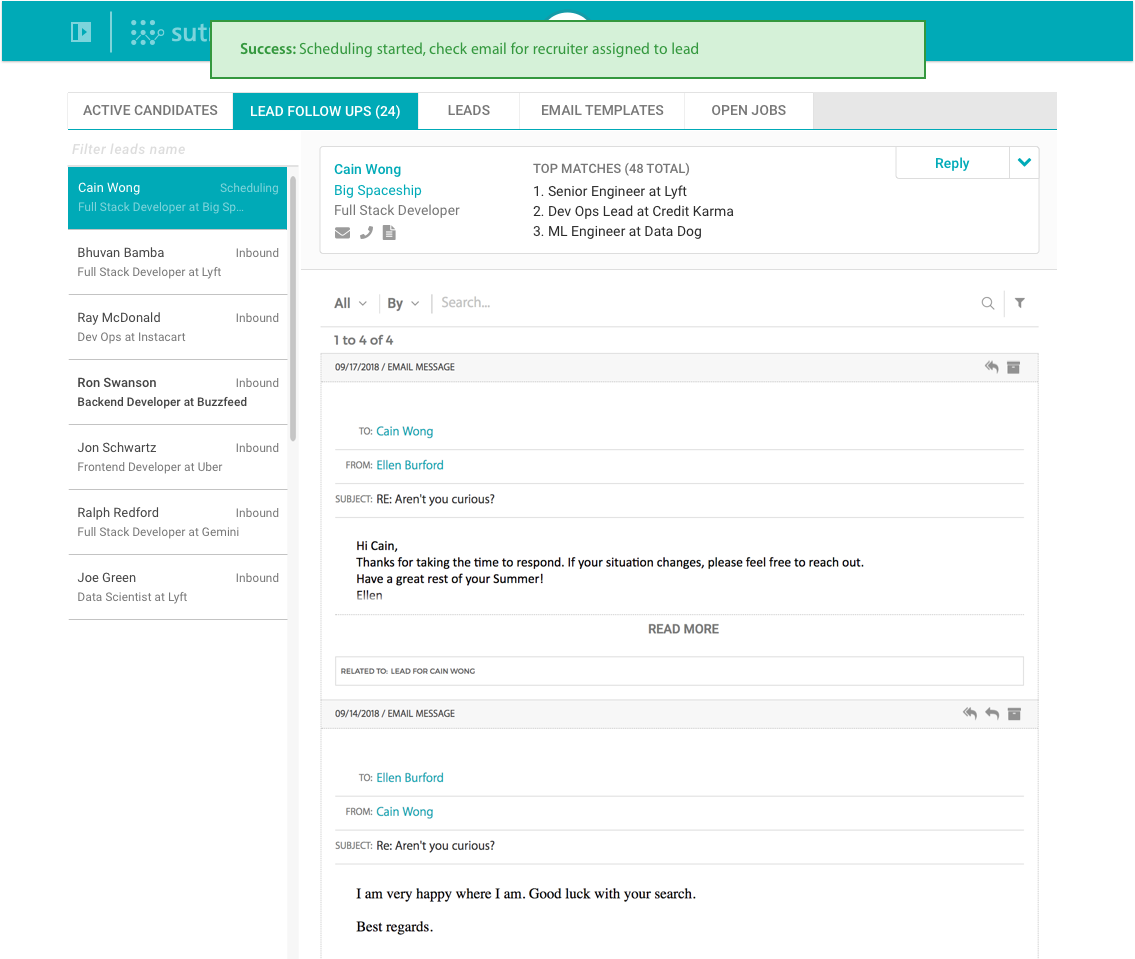 Success: Scheduling started, check email for recruiter assigned to lead
ACTIVE CANDIDATES
LEAD FOLLOW UPS (24)
LEADS
EMAIL TEMPLATES
OPEN JOBS
Filter leads name
Cain Wong
Scheduling
Full Stack Developer at Big Sp...
Bhuvan Bamba
Inbound
Full Stack Developer at Lyft
Ray McDonald
Inbound
Dev Ops at Instacart
Ron Swanson
Inbound
Backend Developer at Buzzfeed
Jon Schwartz
Inbound
Frontend Developer at Uber
Ralph Redford
Inbound
Full Stack Developer at Gemini
Joe Green
Inbound
Data Scientist at Lyft
Cain Wong
Big Spaceship
Full Stack Developer
TOP MATCHES (48 TOTAL)
1. Senior Engineer at Lyft
2. Dev Ops Lead at Credit Karma
3. ML Engineer at Data Dog
Reply
All
By
Search...
1 to 4 of 4
09/17/2018 / EMAIL MESSAGE
TO: Cain Wong
FROM: Ellen Burford
SUBJECT: RE: Aren't you curious?
Hi Cain,
Thanks for taking the time to respond. If your situation changes, please feel free to reach out.
Have a great rest of your Summer!
Ellen
READ MORE
RELATED TO: LEAD FOR CAIN WONG
09/14/2018 / EMAIL MESSAGE
TO: Ellen Burford
FROM: Cain Wong
SUBJECT: Re: Aren't you curious?
I am very happy where I am. Good luck with your search.
Best regards.